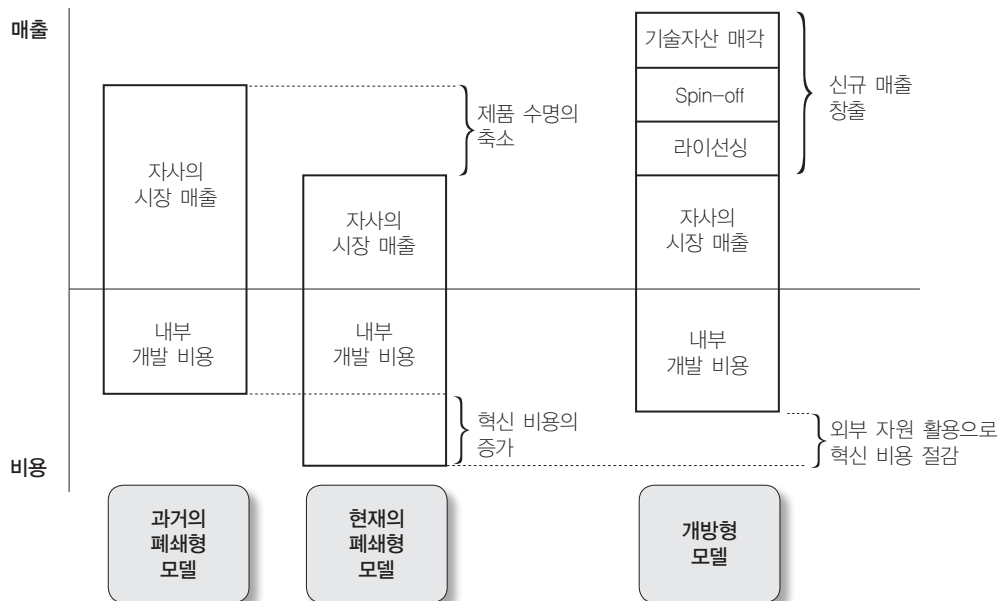 매출
자사의
시장 매출
내부
개발 비용
제품 수명의
축소
자사의
시장 매출
내부
개발 비용
혁신 비용의
증가
기술자산 매각
Spin-off
라이선싱
신규 매출
창출
자사의
시장 매출
내부
개발 비용
외부 자원 활용으로
혁신 비용 절감
비용
과거의
폐쇄형
모델
현재의
폐쇄형
모델
개방형
모델